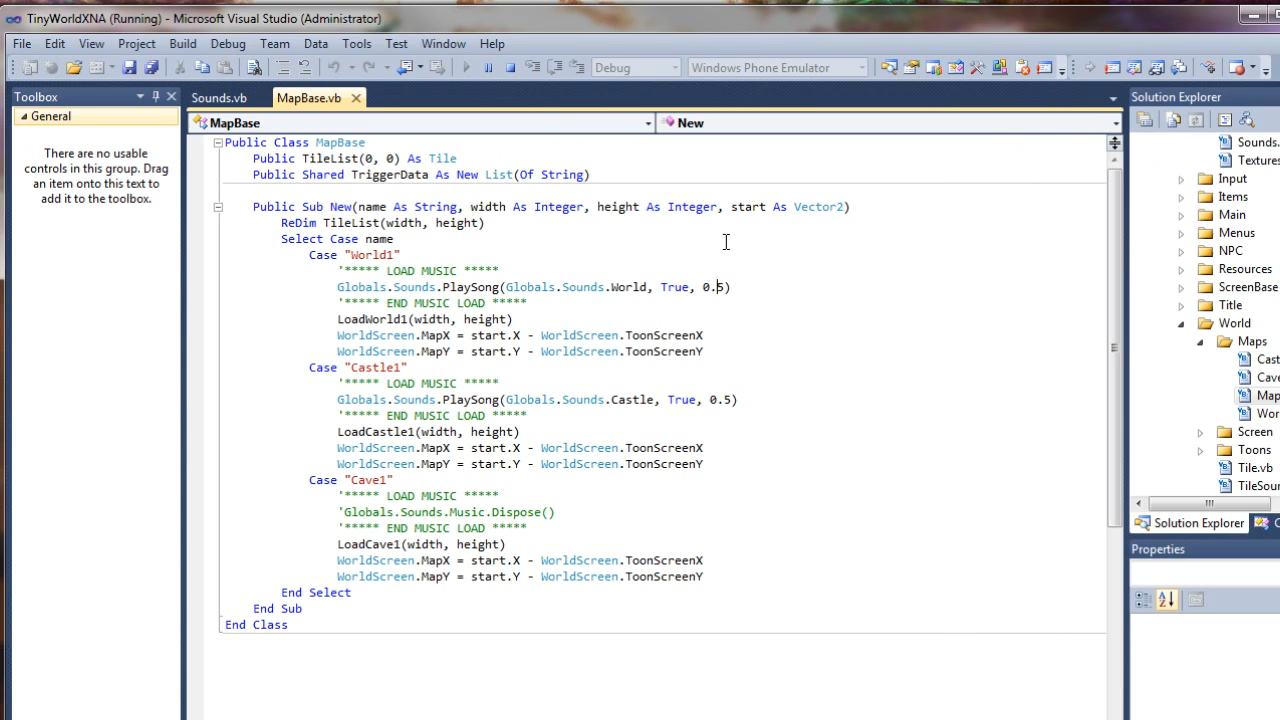 TinyWorldXNA (Running) - Microsoft Visual Studio (Administrator)
File Edit View Project Build Debug Team Data Tools Test Window Help
Debug Windows Phone Emulator
Toolbox
General
There are no usable
controls in this group. Drag
an item onto this text to
add it to the toolbox.
Sounds.vb MapBase.vb
MapBase New
Public Class MapBase
Public TileList(0, 0) As Tile
Public Shared TriggerData As New List(Of String)
Public Sub New(name As String, width As Integer, height As Integer, start As Vector2)
ReDim TileList(width, height)
Select Case name
Case "World1"
'***** LOAD MUSIC *****
Globals.Sounds.PlaySong(Globals.Sounds.World, True, 0.5)
'***** END MUSIC LOAD *****
LoadWorld1(width, height)
WorldScreen.MapX = start.X - WorldScreen.ToonScreenX
WorldScreen.MapY = start.Y - WorldScreen.ToonScreenY
Case "Castle1"
'***** LOAD MUSIC *****
Globals.Sounds.PlaySong(Globals.Sounds.Castle, True, 0.5)
'***** END MUSIC LOAD *****
LoadCastle1(width, height)
WorldScreen.MapX = start.X - WorldScreen.ToonScreenX
WorldScreen.MapY = start.Y - WorldScreen.ToonScreenY
Case "Cave1"
'***** LOAD MUSIC *****
'Globals.Sounds.Music.Dispose()
'***** END MUSIC LOAD *****
LoadCave1(width, height)
WorldScreen.MapX = start.X - WorldScreen.ToonScreenX
WorldScreen.MapY = start.Y - WorldScreen.ToonScreenY
End Select
End Sub
End Class
Solution Explorer
Sounds.
Textures
Input
Items
Main
Menus
NPC
Resources
ScreenBase
Title
World
Maps
Cast
Cave
Map
Wor
Screen
Toons
Tile.vb
TileSour
Solution Explorer
Properties